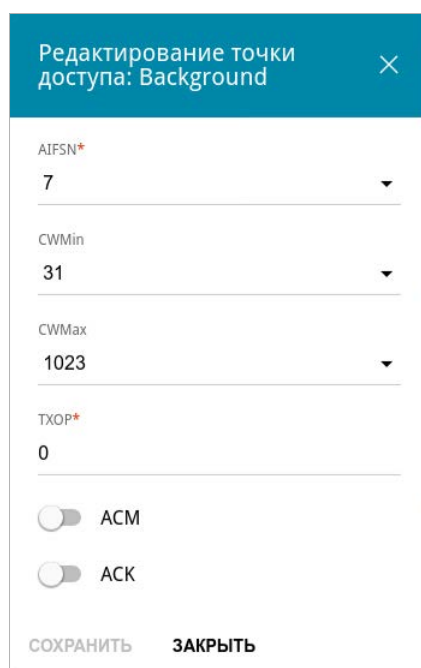 Редактирование точки
доступа: Background
AIFSN*
7
CWMin
31
CWMax
1023
TXOP*
0
ACM
ACK
СОХРАНИТЬ ЗАКРЫТЬ